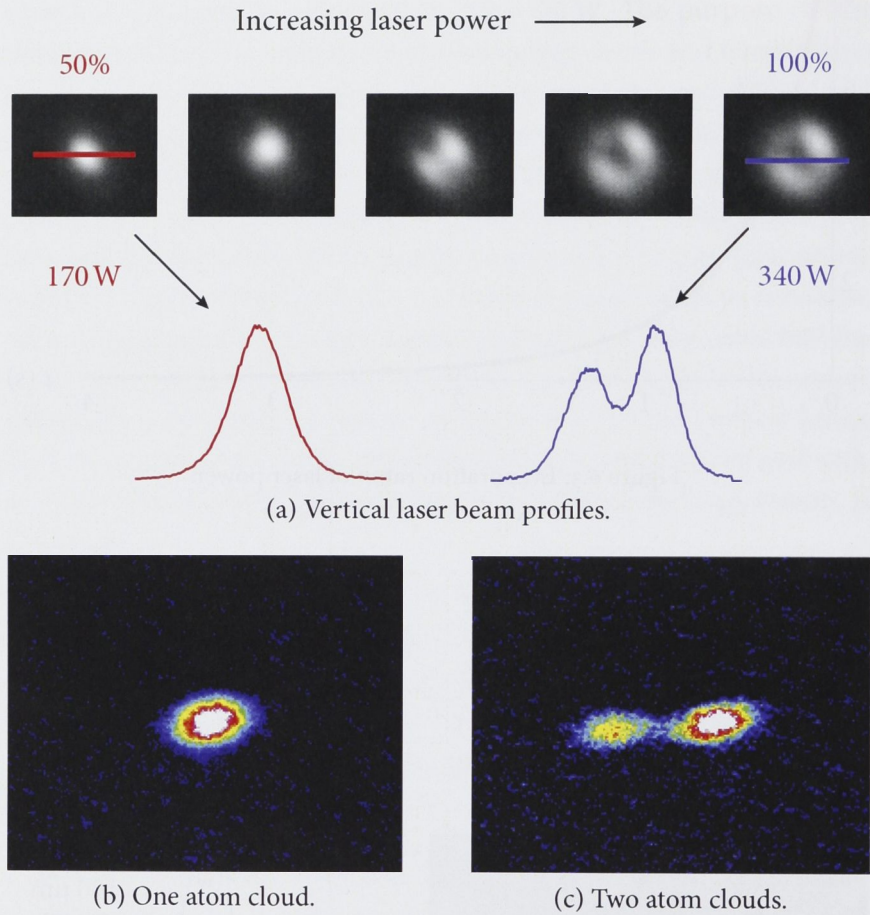 Increasing laser power
50%
100%
170 W
340 W
(a) Vertical laser beam profiles.
(b) One atom cloud.
(c) Two atom clouds.